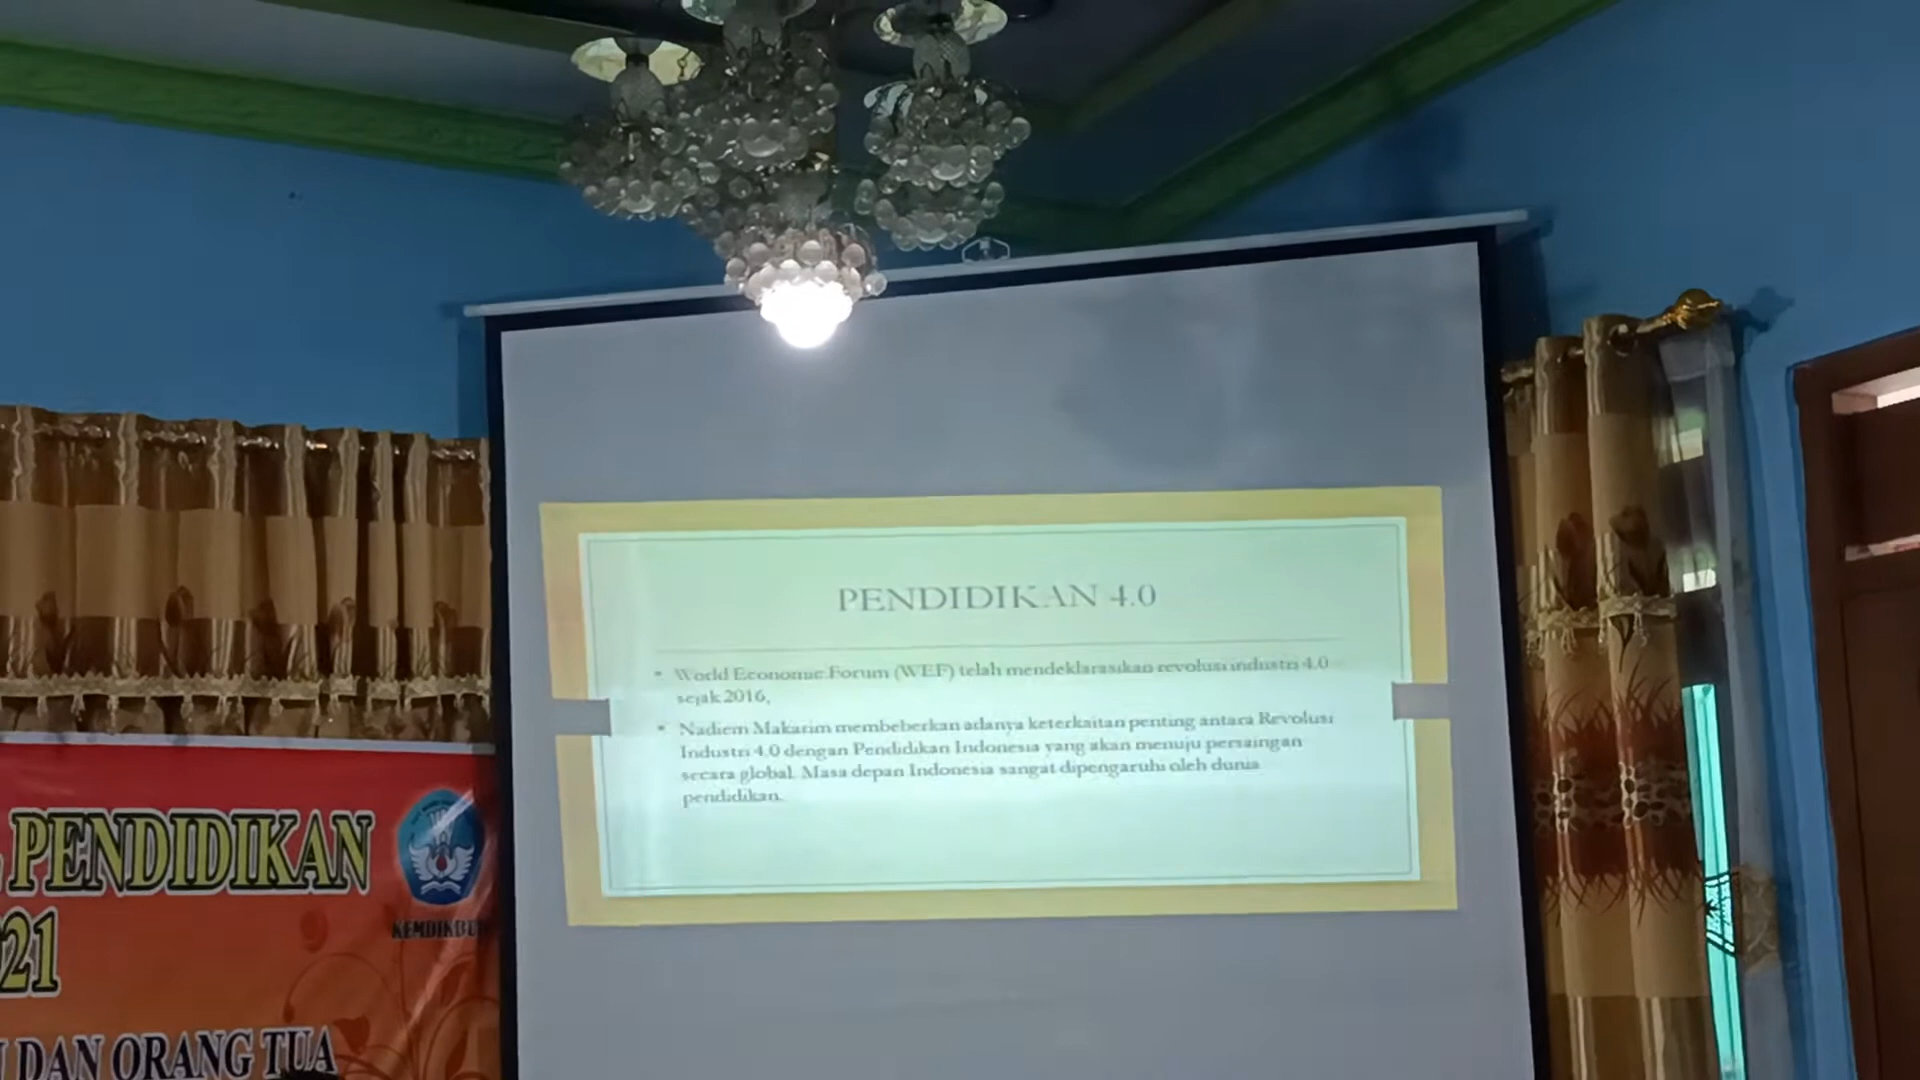 PENDIDIKAN 4.0
World Economic Forum (WEF) telah mendeklarasikan revolusi industri 4.0
sejak 2016,
Nadiem Makarim membeberkan adanya keterkaitan penting antara Revolusi
Industri 4.0 dengan Pendidikan Indonesia yang akan menuju persaingan
secara global. Masa depan Indonesia sangat dipengaruhi oleh dunia
pendidikan.
PENDIDIKAN
21
KEMDIKBU
DAN ORANG TUA